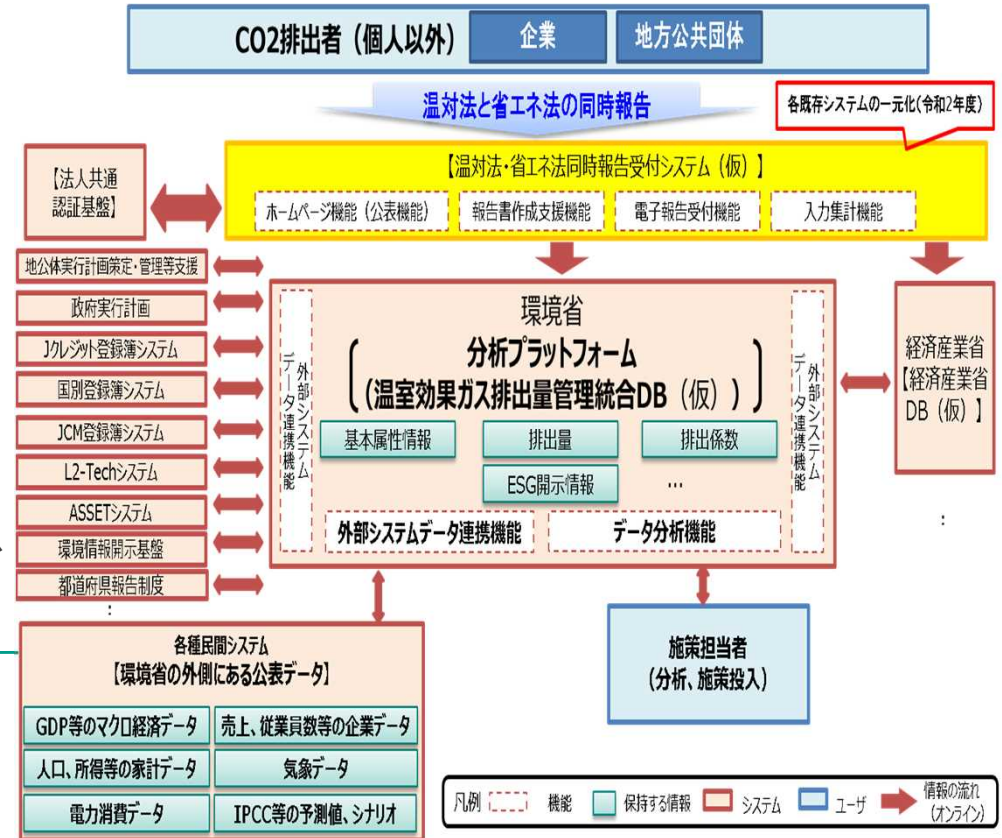 CO2排出者（個人以外）
企業
地方公共団体
温対法と省エネ法の同時報告
各既存システムの一元化（令和2年度）
【法人共通
認証基盤】
【温対法・省エネ法同時報告受付システム（仮）】
ホームページ機能（公表機能）
報告書作成支援機能
電子報告受付機能
入力集計機能
地公体実行計画策定・管理等支援
政府実行計画
Jクレジット登録簿システム
国別登録簿システム
JCM登録簿システム
L2-Techシステム
ASSETシステム
環境情報開示基盤
都道府県報告制度
:
外部システム
データ連携機能
環境省
分析プラットフォーム
（温室効果ガス排出量管理統合DB（仮））
基本属性情報
排出量
排出係数
ESG開示情報
…
外部システムデータ連携機能
データ分析機能
外部システム
データ連携機能
経済産業省
【経済産業省
DB（仮）】
:
各種民間システム
【環境省の外側にある公表データ】
GDP等のマクロ経済データ
売上、従業員数等の企業データ
人口、所得等の家計データ
気象データ
電力消費データ
IPCC等の予測値、シナリオ
施策担当者
（分析、施策投入）
凡例
機能
保持する情報
システム
ユーザ
情報の流れ
（オンライン）